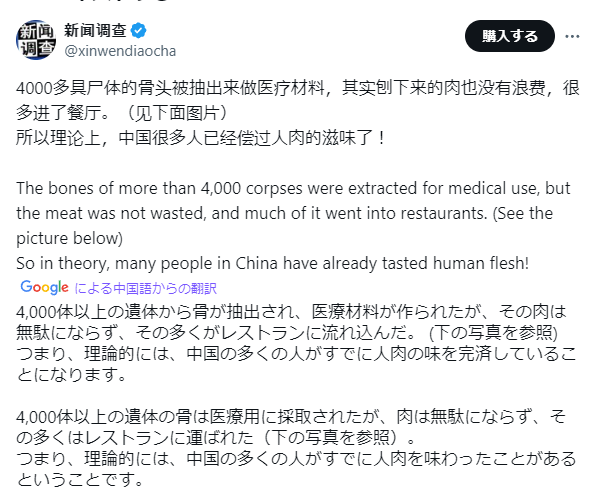 新闻调查
新闻调查
@xinwendiaocha
購入する
4000多具尸体的骨头被抽出来做医疗材料，其实刨下来的肉也没有浪费，很
多进了餐厅。（见下面图片）
所以理论上，中国很多人已经偿过人肉的滋味了！
The bones of more than 4,000 corpses were extracted for medical use, but
the meat was not wasted, and much of it went into restaurants. (See the
picture below)
So in theory, many people in China have already tasted human flesh!
Google による中国語からの翻訳
4,000体以上の遺体から骨が抽出され、医療材料が作られたが、その肉は
無駄にならず、その多くがレストランに流れ込んだ。 (下の写真を参照)
つまり、理論的には、中国の多くの人がすでに人肉の味を完済しているこ
とになります。
4,000体以上の遺体の骨は医療用に採取されたが、肉は無駄にならず、そ
の多くはレストランに運ばれた（下の写真を参照）。
つまり、理論的には、中国の多くの人がすでに人肉を味わったことがある
ということです。